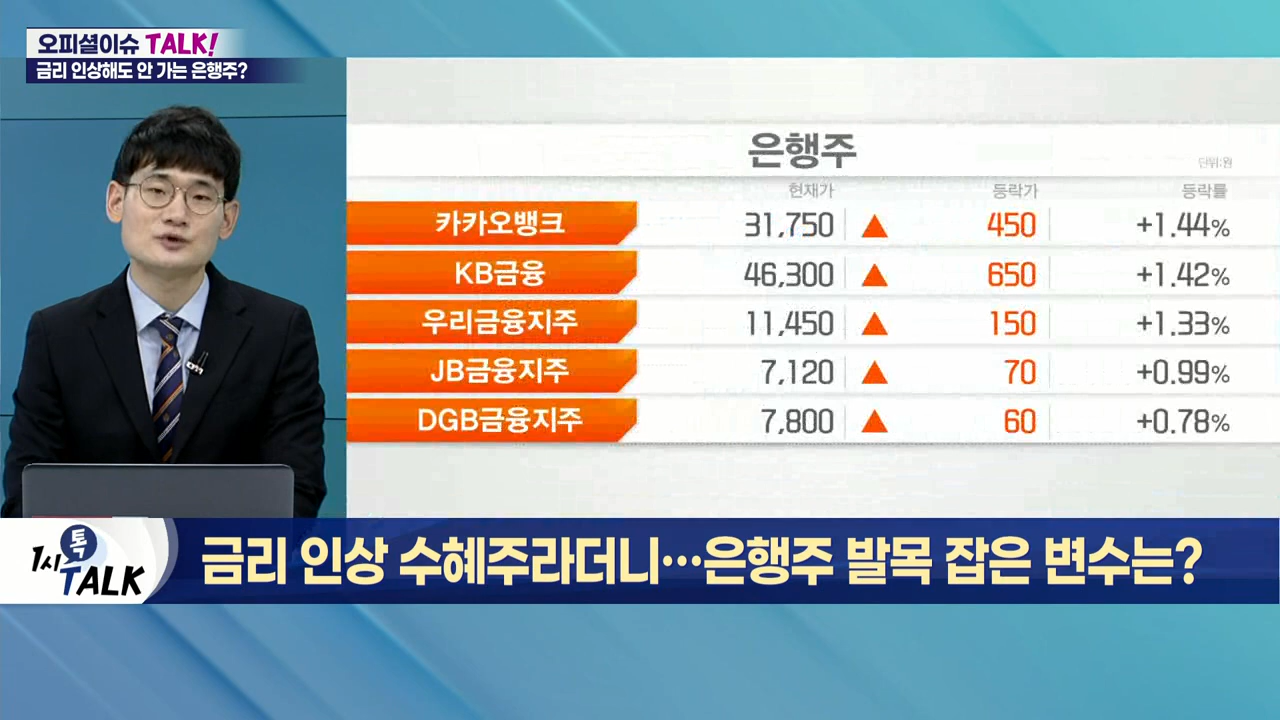 오피셜이슈 TALK!
금리 인상해도 안 가는 은행주?
은행주
단위:원
현재가 등락가 등락률
카카오뱅크 31,750 ▲ 450 +1.44%
KB금융 46,300 ▲ 650 +1.42%
우리금융지주 11,450 ▲ 150 +1.33%
JB금융지주 7,120 ▲ 70 +0.99%
DGB금융지주 7,800 ▲ 60 +0.78%
1시 톡 TALK
금리 인상 수혜주라더니…은행주 발목 잡은 변수는?